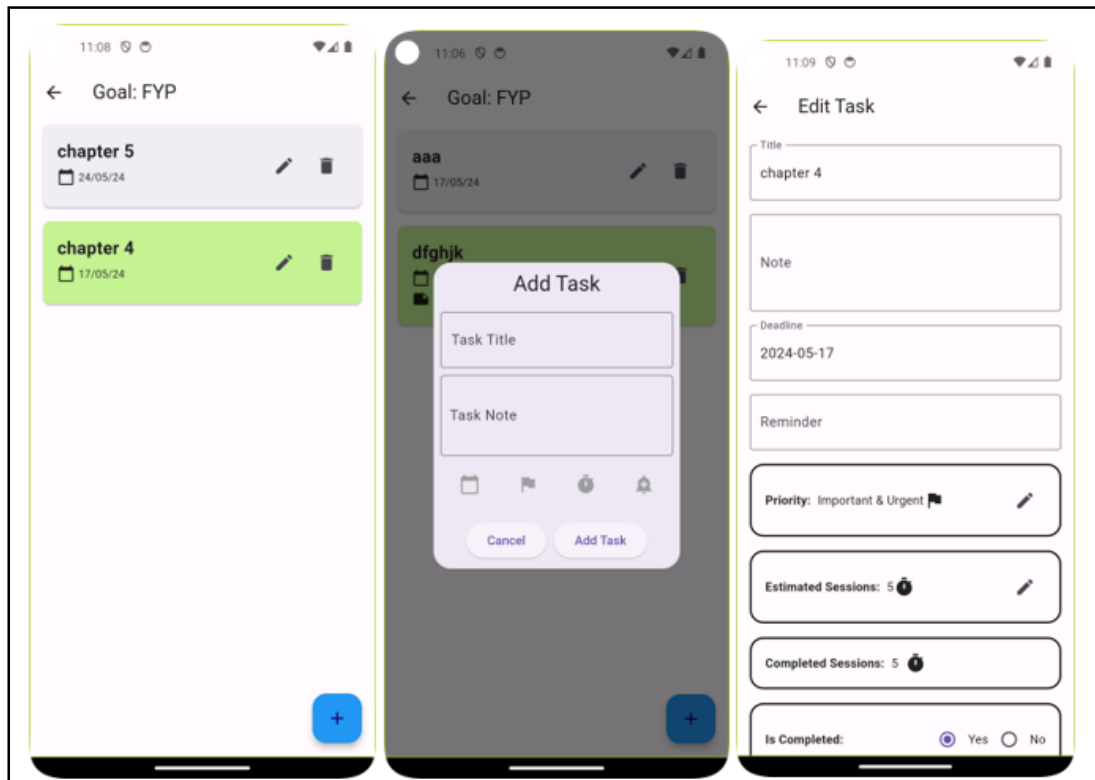 11:08
Goal: FYP
chapter 5
24/05/24
chapter 4
17/05/24
+
11:06
Goal: FYP
aaa
17/05/24
dfghjk
Add Task
Task Title
Task Note
Cancel
Add Task
+
11:09
Edit Task
Title
chapter 4
Note
Deadline
2024-05-17
Reminder
Priority: Important & Urgent
Estimated Sessions: 5
Completed Sessions: 5
Is Completed: Yes No